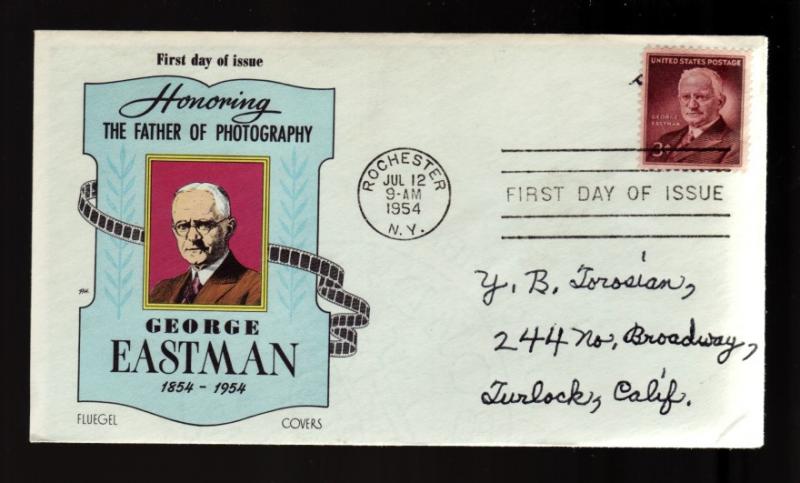 First day of issue
Honoring
THE FATHER OF PHOTOGRAPHY
GEORGE
EASTMAN
1854 - 1954
FLUEGEL COVERS
ROCHESTER
JUL 12
9-AM
1954
N.Y.
UNITED STATES POSTAGE
GEORGE
EASTMAN
3¢
FIRST DAY OF ISSUE
Y. B. Torosian,
244 No, Broadway,
Turlock, Calif.